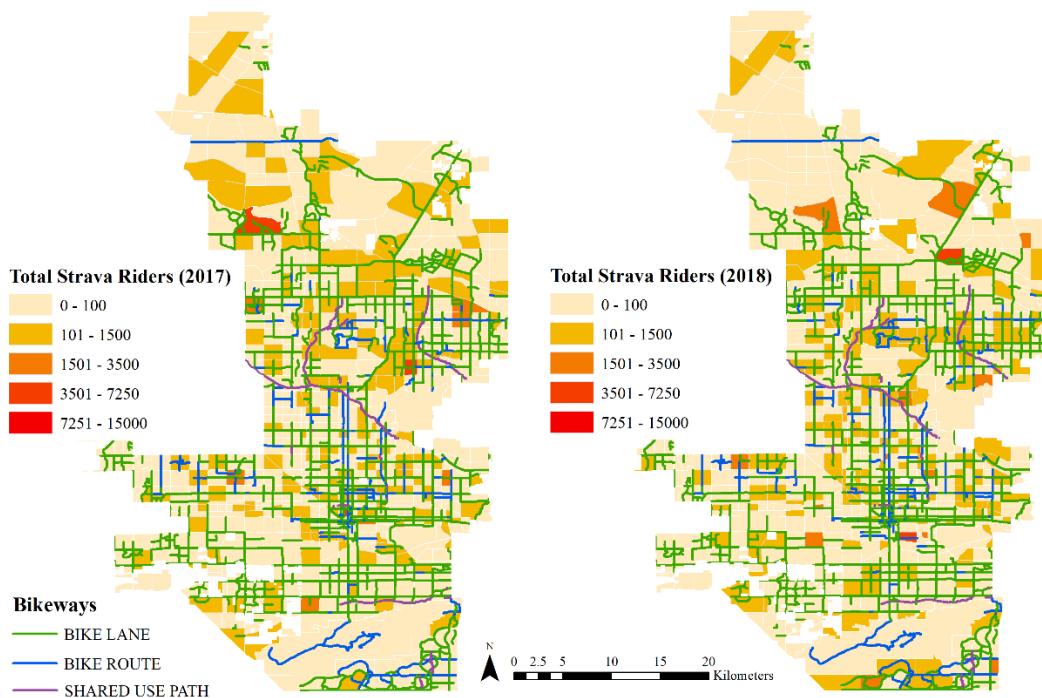 Total Strava Riders (2017)
0 - 100
101 - 1500
1501 - 3500
3501 - 7250
7251 - 15000
Total Strava Riders (2018)
0 - 100
101 - 1500
1501 - 3500
3501 - 7250
7251 - 15000
Bikeways
BIKE LANE
BIKE ROUTE
SHARED USE PATH
N
0 2.5 5 10 15 20
Kilometers